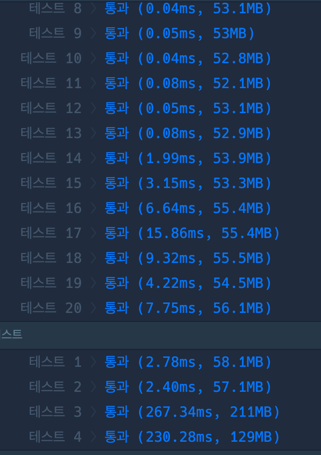 테스트 8 〉 통과 (0.04ms, 53.1MB)
테스트 9 〉 통과 (0.05ms, 53MB)
테스트 10 〉 통과 (0.04ms, 52.8MB)
테스트 11 〉 통과 (0.08ms, 52.1MB)
테스트 12 〉 통과 (0.05ms, 53.1MB)
테스트 13 〉 통과 (0.08ms, 52.9MB)
테스트 14 〉 통과 (1.99ms, 53.9MB)
테스트 15 〉 통과 (3.15ms, 53.3MB)
테스트 16 〉 통과 (6.64ms, 55.4MB)
테스트 17 〉 통과 (15.86ms, 55.4MB)
테스트 18 〉 통과 (9.32ms, 55.5MB)
테스트 19 〉 통과 (4.22ms, 54.5MB)
테스트 20 〉 통과 (7.75ms, 56.1MB)
스트
테스트 1 〉 통과 (2.78ms, 58.1MB)
테스트 2 〉 통과 (2.40ms, 57.1MB)
테스트 3 〉 통과 (267.34ms, 211MB)
테스트 4 〉 통과 (230.28ms, 129MB)